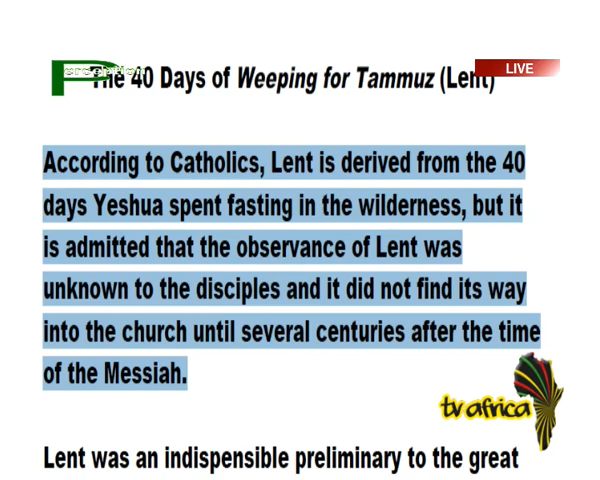 Perception
LIVE
The 40 Days of Weeping for Tammuz (Lent)
According to Catholics, Lent is derived from the 40
days Yeshua spent fasting in the wilderness, but it
is admitted that the observance of Lent was
unknown to the disciples and it did not find its way
into the church until several centuries after the time
of the Messiah.
tv africa
Lent was an indispensible preliminary to the great